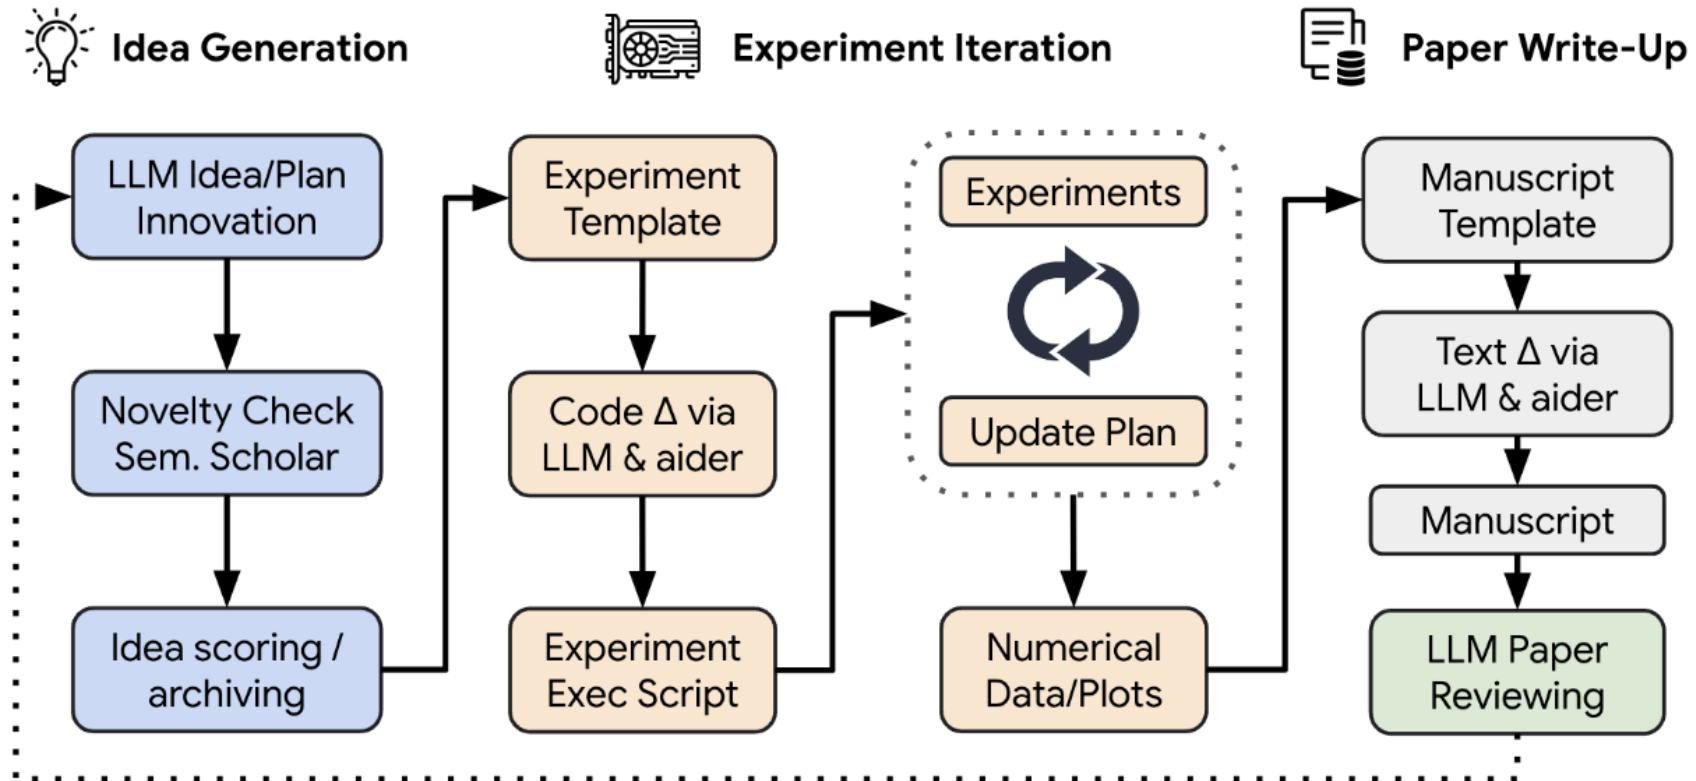 Idea Generation
Experiment Iteration
Paper Write-Up
LLM Idea/Plan
Innovation
Novelty Check
Sem. Scholar
Idea scoring /
archiving
Experiment
Template
Code Δ via
LLM & aider
Experiment
Exec Script
Experiments
Update Plan
Numerical
Data/Plots
Manuscript
Template
Text Δ via
LLM & aider
Manuscript
LLM Paper
Reviewing